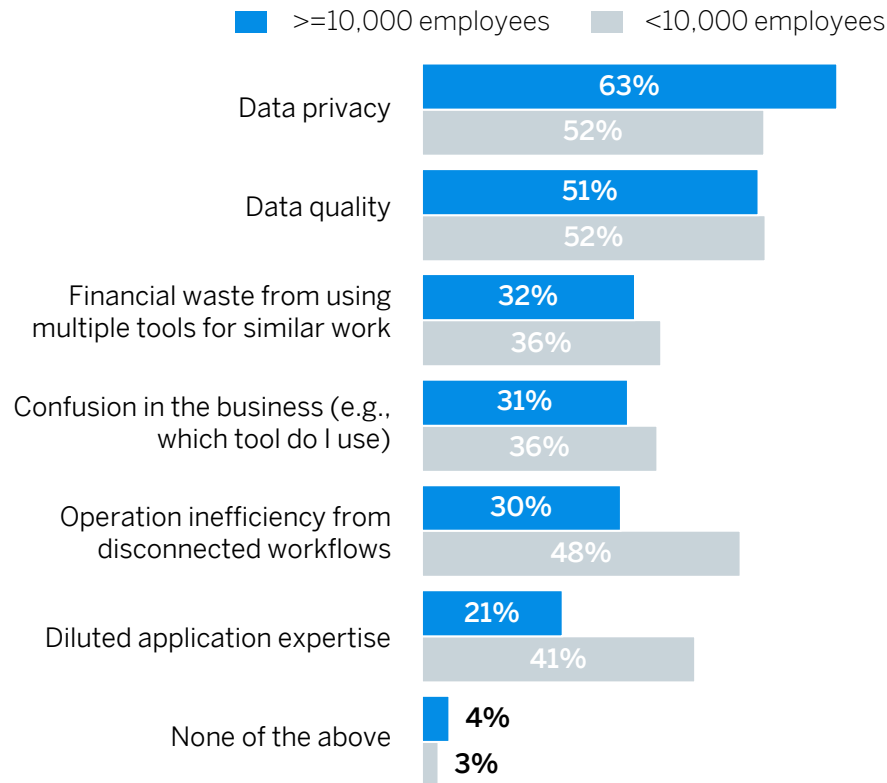 >=10,000 employees <10,000 employees
Data privacy
63%
52%
Data quality
51%
52%
Financial waste from using
multiple tools for similar work
32%
36%
Confusion in the business (e.g.,
which tool do I use)
31%
36%
Operation inefficiency from
disconnected workflows
30%
48%
Diluted application expertise
21%
41%
None of the above
4%
3%